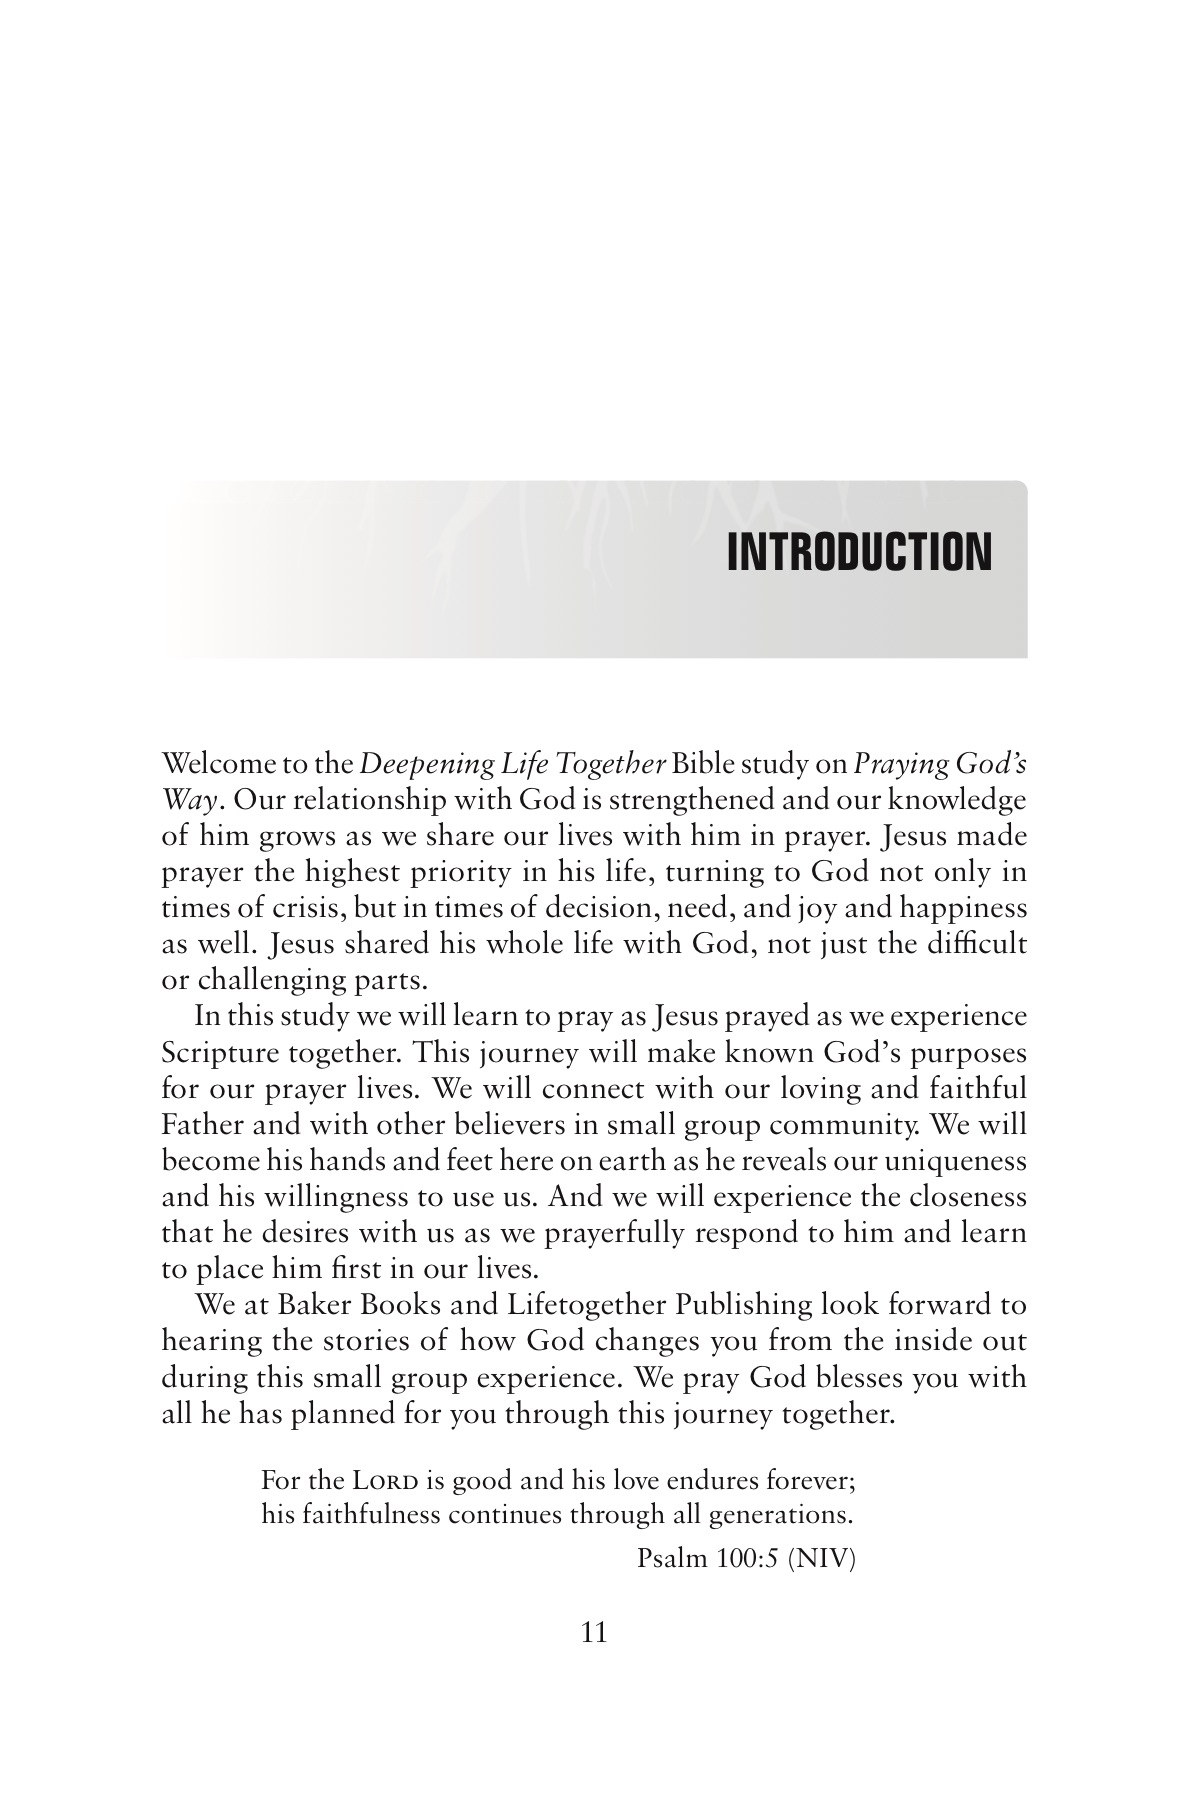 INTRODUCTION
Welcome to the Deepening Life Together Bible study on Praying God’s
Way. Our relationship with God is strengthened and our knowledge
of him grows as we share our lives with him in prayer. Jesus made
prayer the highest priority in his life, turning to God not only in
times of crisis, but in times of decision, need, and joy and happiness
as well. Jesus shared his whole life with God, not just the difficult
or challenging parts.
In this study we will learn to pray as Jesus prayed as we experience
Scripture together. This journey will make known God’s purposes
for our prayer lives. We will connect with our loving and faithful
Father and with other believers in small group community. We will
become his hands and feet here on earth as he reveals our uniqueness
and his willingness to use us. And we will experience the closeness
that he desires with us as we prayerfully respond to him and learn
to place him first in our lives.
We at Baker Books and Lifetogether Publishing look forward to
hearing the stories of how God changes you from the inside out
during this small group experience. We pray God blesses you with
all he has planned for you through this journey together.
For the LORD is good and his love endures forever;
his faithfulness continues through all generations.
Psalm 100:5 (NIV)
11